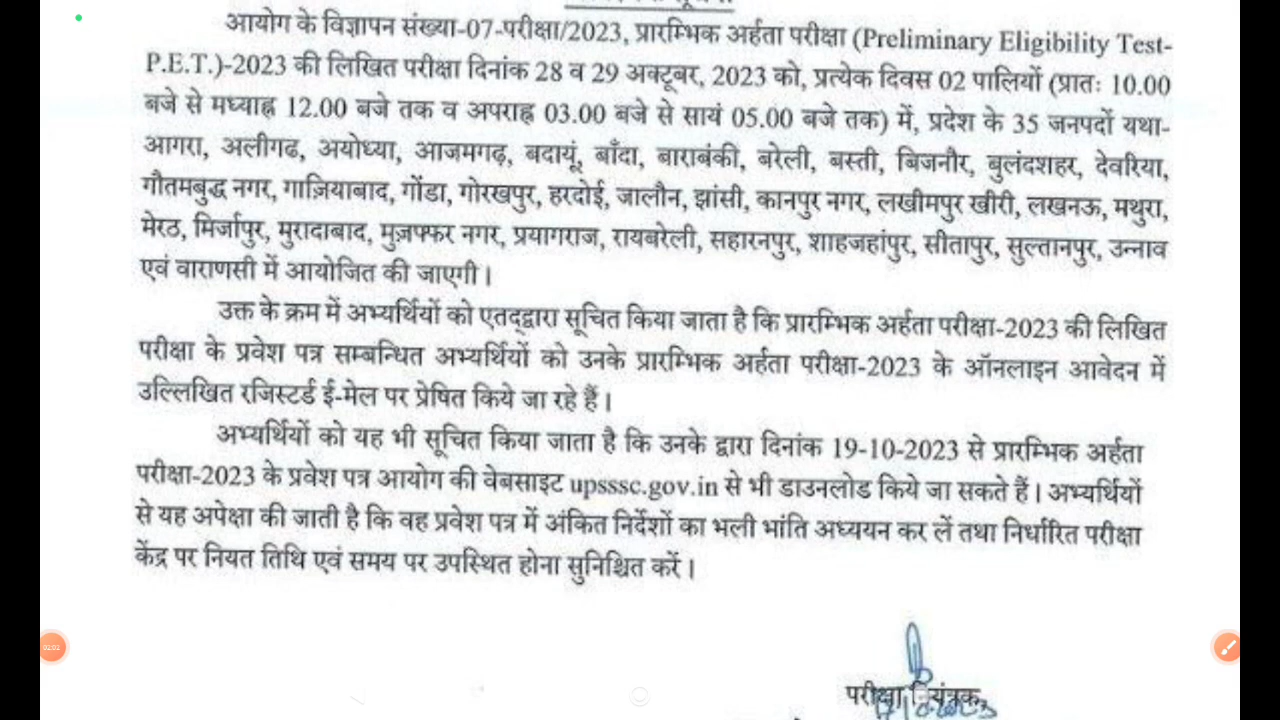 आयोग के विज्ञापन संख्या-07-परीक्षा/2023, प्रारम्भिक अर्हता परीक्षा (Preliminary Eligibility Test-
P.E.T.)-2023 की लिखित परीक्षा दिनांक 28 व 29 अक्टूबर, 2023 को, प्रत्येक दिवस 02 पालियों (प्रातः 10.00
बजे से मध्याह्न 12.00 बजे तक व अपराह्न 03.00 बजे से सायं 05.00 बजे तक) में, प्रदेश के 35 जनपदों यथा-
आगरा, अलीगढ, अयोध्या, आजमगढ़, बदायूं, बाँदा, बाराबंकी, बरेली, बस्ती, बिजनौर, बुलंदशहर, देवरिया,
गौतमबुद्ध नगर, गाज़ियाबाद, गोंडा, गोरखपुर, हरदोई, जालौन, झांसी, कानपुर नगर, लखीमपुर खीरी, लखनऊ, मथुरा,
मेरठ, मिर्जापुर, मुरादाबाद, मुज़फ्फर नगर, प्रयागराज, रायबरेली, सहारनपुर, शाहजहांपुर, सीतापुर, सुल्तानपुर, उन्नाव
एवं वाराणसी में आयोजित की जाएगी।
उक्त के क्रम में अभ्यर्थियों को एतद्द्वारा सूचित किया जाता है कि प्रारम्भिक अर्हता परीक्षा-2023 की लिखित
परीक्षा के प्रवेश पत्र सम्बन्धित अभ्यर्थियों को उनके प्रारम्भिक अर्हता परीक्षा-2023 के ऑनलाइन आवेदन में
उल्लिखित रजिस्टर्ड ई-मेल पर प्रेषित किये जा रहे हैं।
अभ्यर्थियों को यह भी सूचित किया जाता है कि उनके द्वारा दिनांक 19-10-2023 से प्रारम्भिक अर्हता
परीक्षा-2023 के प्रवेश पत्र आयोग की वेबसाइट upsssc.gov.in से भी डाउनलोड किये जा सकते हैं। अभ्यर्थियों
से यह अपेक्षा की जाती है कि वह प्रवेश पत्र में अंकित निर्देशों का भली भांति अध्ययन कर लें तथा निर्धारित परीक्षा
केंद्र पर नियत तिथि एवं समय पर उपस्थित होना सुनिश्चित करें।
02:02
परीक्षा नियंत्रक,